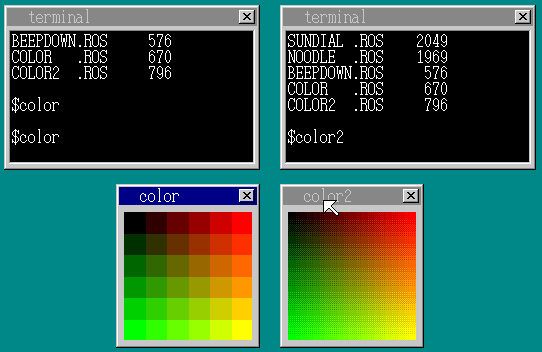 terminal
BEEPDOWN.ROS 576
COLOR .ROS 670
COLOR2 .ROS 796
$color
$color
terminal
SUNDIAL .ROS 2049
NOODLE .ROS 1969
BEEPDOWN.ROS 576
COLOR .ROS 670
COLOR2 .ROS 796
$color2
color
color2